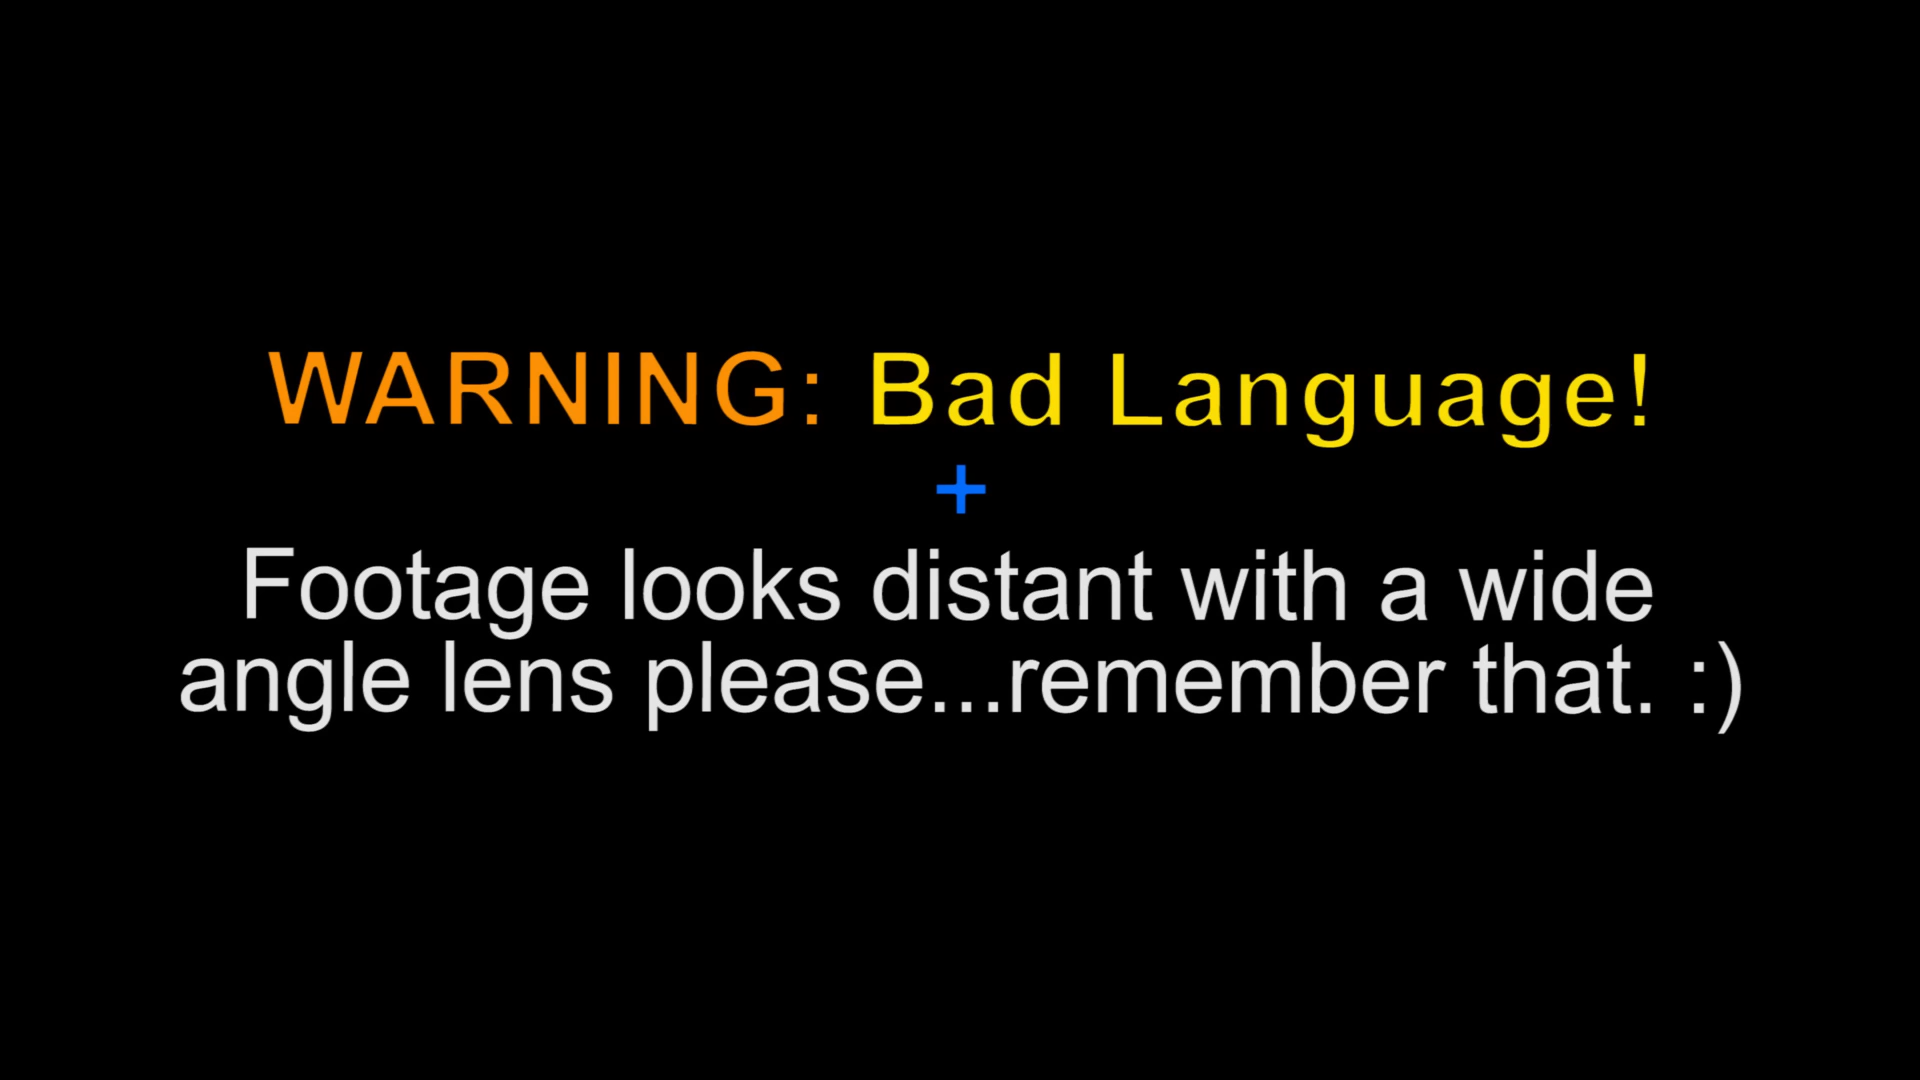 WARNING: Bad Language!
+
Footage looks distant with a wide
angle lens please...remember that. :)